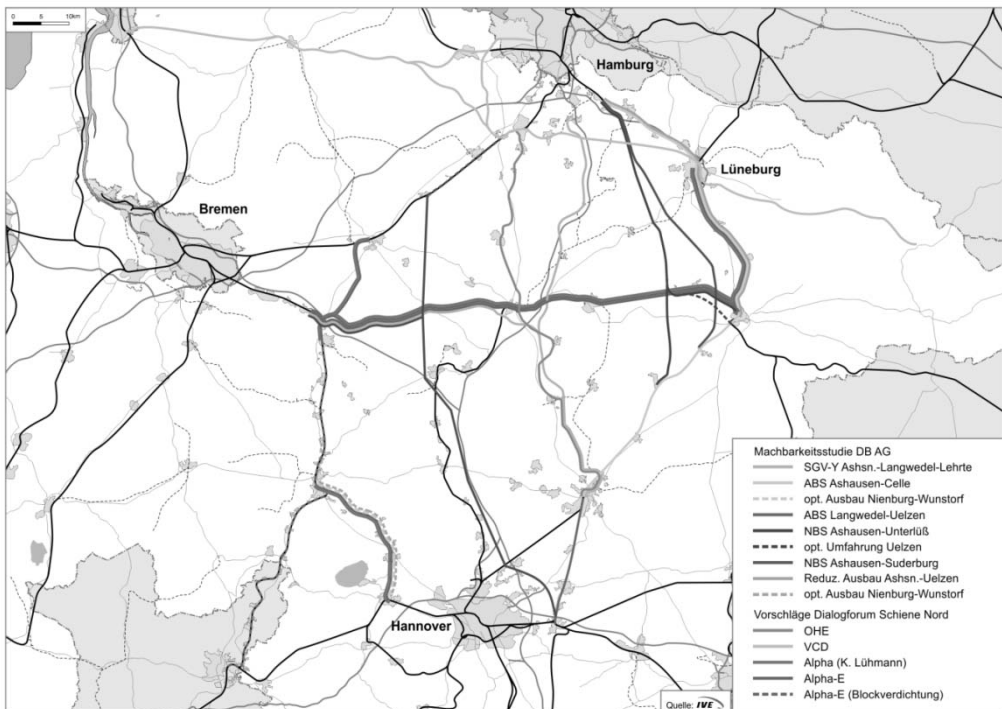 0 5 10km
Hamburg
Lüneburg
Bremen
Hannover
Machbarkeitsstudie DB AG
SGV-Y Ashsn.-Langwedel-Lehrte
ABS Ashausen-Celle
opt. Ausbau Nienburg-Wunstorf
ABS Langwedel-Uelzen
NBS Ashausen-Unterlüß
opt. Umfahrung Uelzen
NBS Ashausen-Suderburg
Reduz. Ausbau Ashsn.-Uelzen
opt. Ausbau Nienburg-Wunstorf
Vorschläge Dialogforum Schiene Nord
OHE
VCD
Alpha (K. Lühmann)
Alpha-E
Alpha-E (Blockverdichtung)
Quelle: IVE